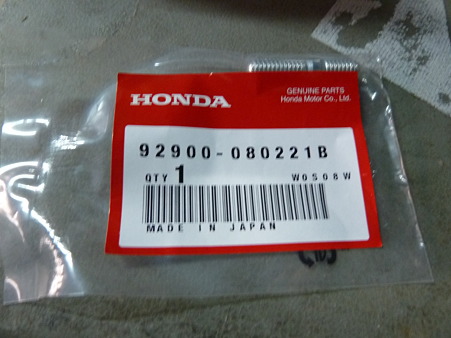 HONDA
GENUINE PARTS
Honda Motor Co., Ltd.
92900-080221B
QTY 1 W0S08W
MADE IN JAPAN